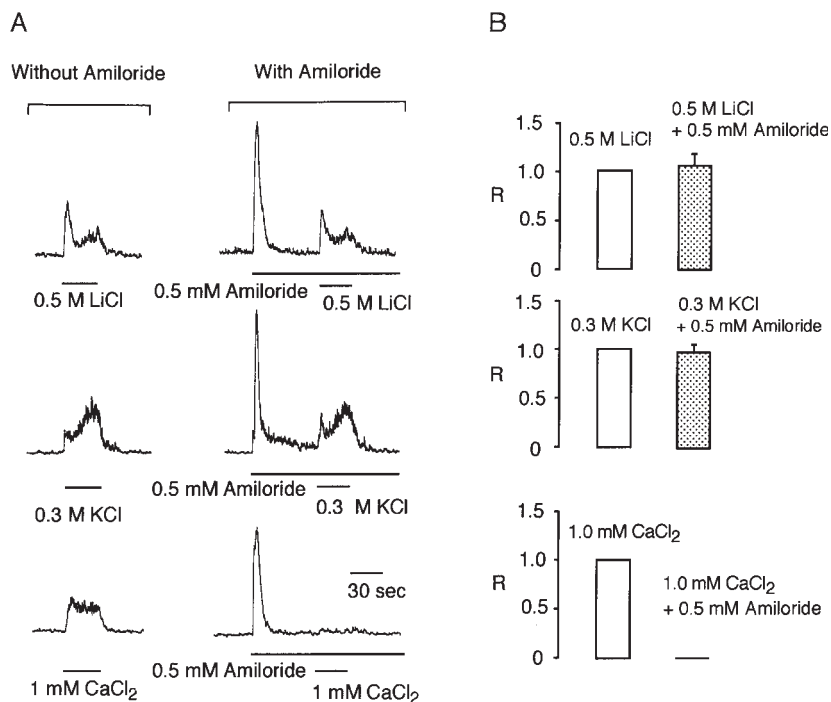 A
B
Without Amiloride
With Amiloride
0.5 M LiCl
0.5 mM Amiloride
0.5 M LiCl
0.3 M KCl
0.5 mM Amiloride
0.3 M KCl
30 sec
1 mM CaCl₂
0.5 mM Amiloride
1 mM CaCl₂
R
1.5
1.0
0.5
0
0.5 M LiCl
0.5 M LiCl
+ 0.5 mM Amiloride
R
1.5
1.0
0.5
0
0.3 M KCl
0.3 M KCl
+ 0.5 mM Amiloride
R
1.5
1.0
0.5
0
1.0 mM CaCl₂
1.0 mM CaCl₂
+ 0.5 mM Amiloride